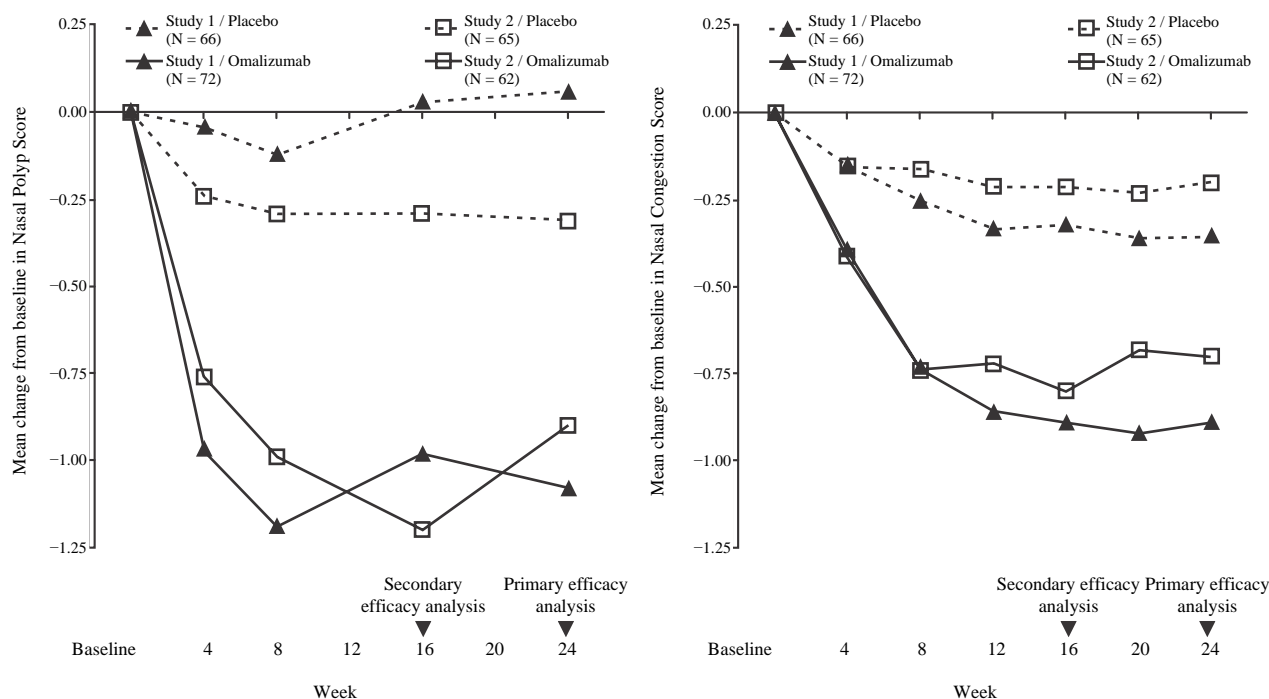 Mean change from baseline in Nasal Polyp Score
0.25
0.00
−0.25
−0.50
−0.75
−1.00
−1.25
Study 1 / Placebo
(N = 66)
Study 1 / Omalizumab
(N = 72)
Study 2 / Placebo
(N = 65)
Study 2 / Omalizumab
(N = 62)
Secondary
efficacy analysis
Primary efficacy
analysis
Baseline 4 8 12 16 20 24
Week
Mean change from baseline in Nasal Congestion Score
0.25
0.00
−0.25
−0.50
−0.75
−1.00
−1.25
Study 1 / Placebo
(N = 66)
Study 1 / Omalizumab
(N = 72)
Study 2 / Placebo
(N = 65)
Study 2 / Omalizumab
(N = 62)
Secondary efficacy
analysis
Primary efficacy
analysis
Baseline 4 8 12 16 20 24
Week